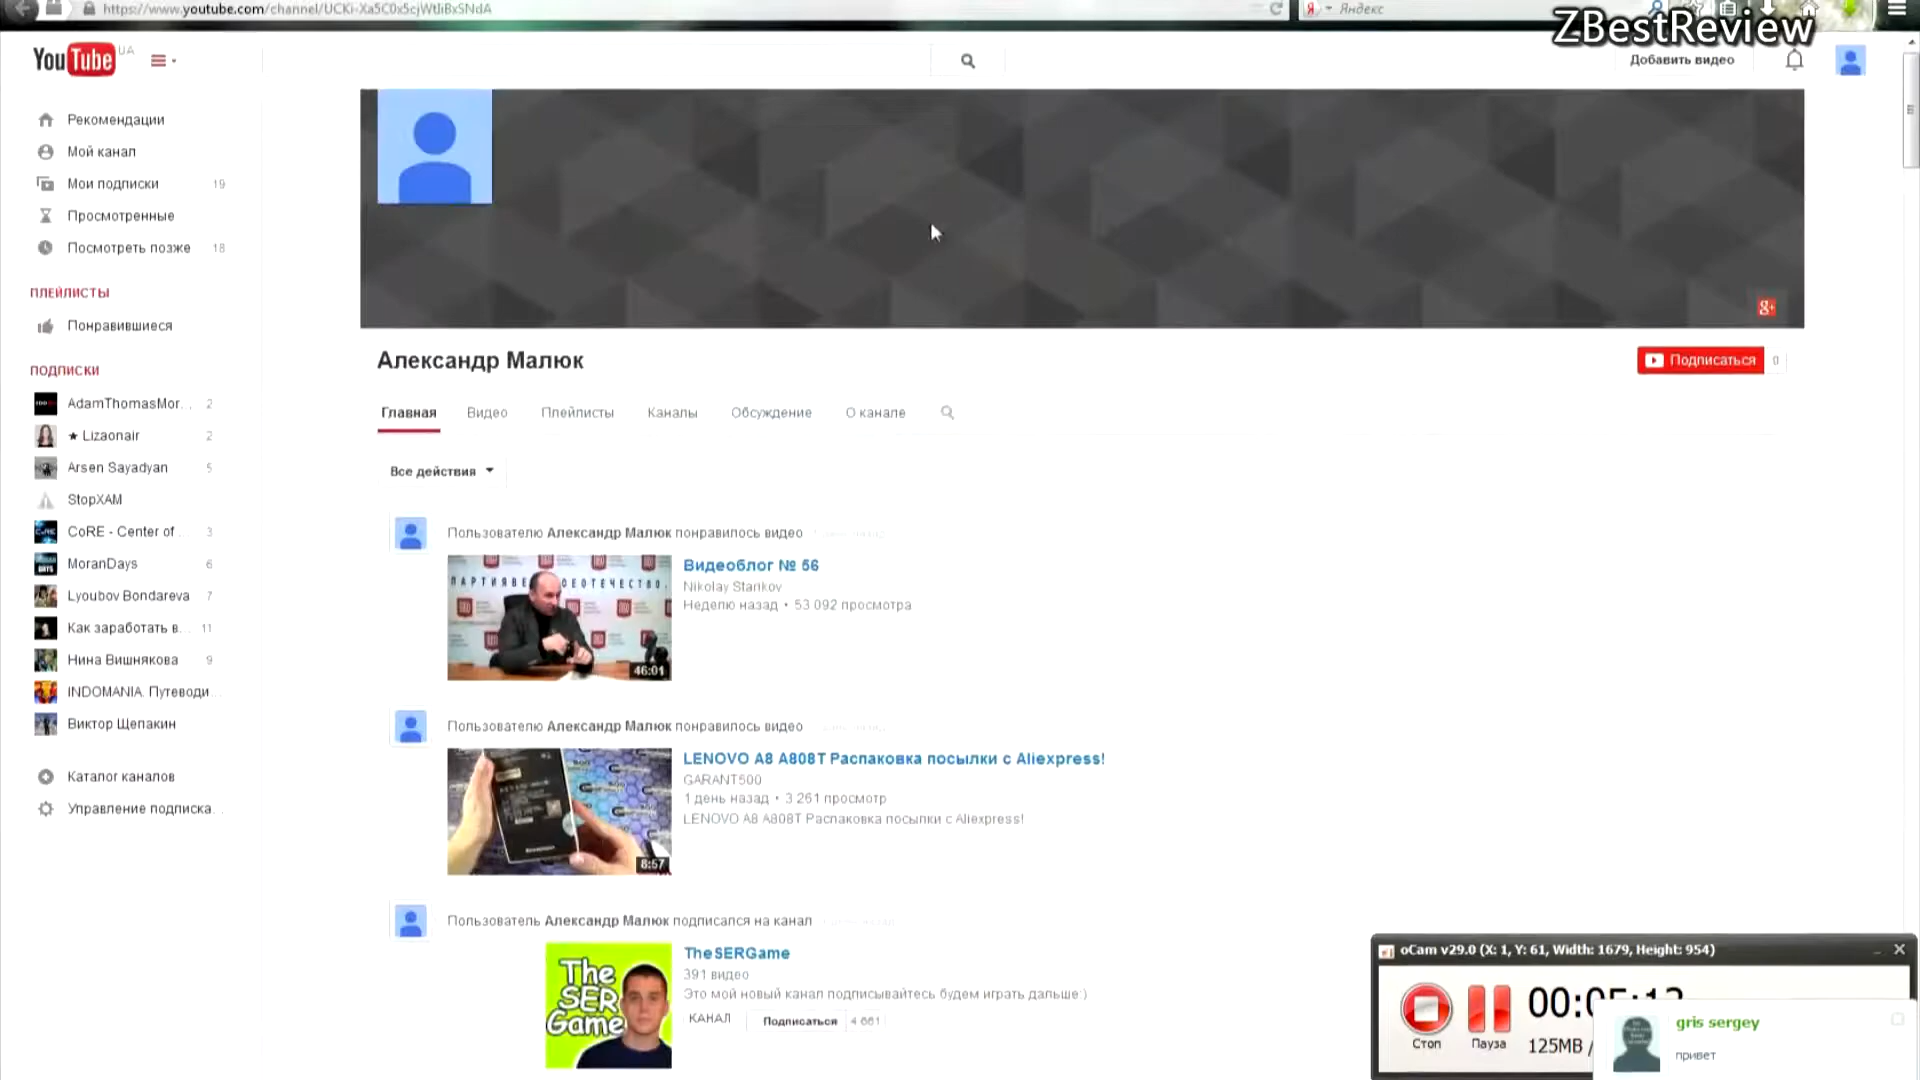 https://www.youtube.com/channel/UCKi-Xa5C0x5cjWtJiBxSNdA
Яндекс
ZBestReview
YouTube UA
Добавить видео
Рекомендации
Мой канал
Мои подписки 19
Просмотренные
Посмотреть позже 18
ПЛЕЙЛИСТЫ
Понравившиеся
ПОДПИСКИ
AdamThomasMor... 2
★ Lizaonair 2
Arsen Sayadyan 5
StopXAM
CoRE - Center of 3
MoranDays 6
Lyoubov Bondareva 7
Как заработать в... 11
Нина Вишнякова 9
INDOMANIA. Путеводи...
Виктор Щепакин
Каталог каналов
Управление подписка
g+
Александр Малюк
Подписаться 0
Главная Видео Плейлисты Каналы Обсуждение О канале
Все действия
Пользователю Александр Малюк понравилось видео
Видеоблог № 56
Nikolay Starikov
Неделю назад • 53 092 просмотра
46:01
Пользователю Александр Малюк понравилось видео
LENOVO A8 A808T Распаковка посылки с Aliexpress!
GARANT500
1 день назад • 3 261 просмотр
LENOVO A8 A808T Распаковка посылки с Aliexpress!
8:57
Пользователь Александр Малюк подписался на канал
The SER Game
TheSERGame
391 видео
Это мой новый канал подписывайтесь будем играть дальше:)
КАНАЛ Подписаться 4 661
oCam v29.0 (X: 1, Y: 61, Width: 1679, Height: 954)
Стоп
Пауза
125MB /
gris sergey
привет